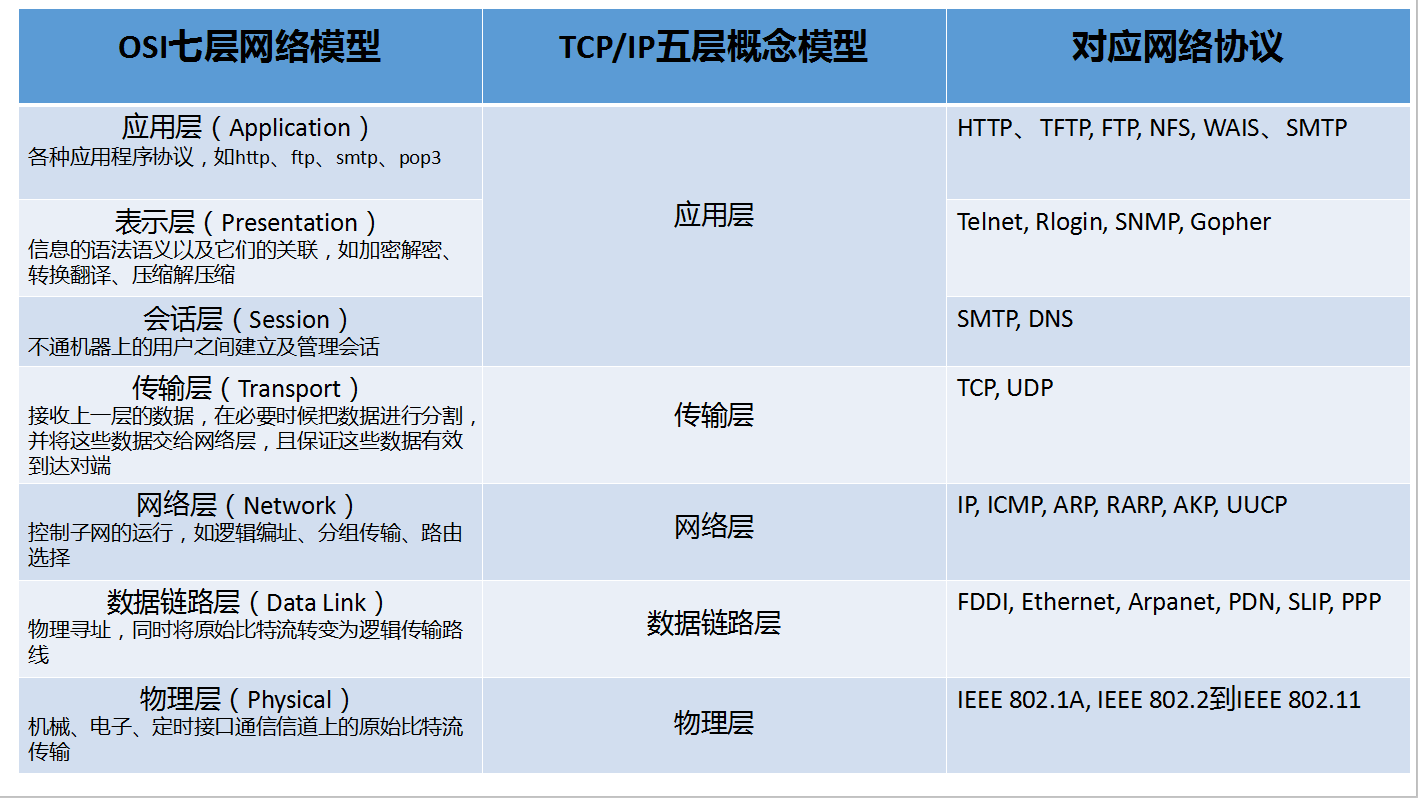 OSI七层网络模型
TCP/IP五层概念模型
对应网络协议
应用层（Application）
各种应用程序协议，如http、ftp、smtp、pop3
应用层
HTTP、TFTP, FTP, NFS, WAIS、SMTP
表示层（Presentation）
信息的语法语义以及它们的关联，如加密解密、
转换翻译、压缩解压缩
Telnet, Rlogin, SNMP, Gopher
会话层（Session）
不通机器上的用户之间建立及管理会话
SMTP, DNS
传输层（Transport）
接收上一层的数据，在必要时候把数据进行分割，
并将这些数据交给网络层，且保证这些数据有效
到达对端
传输层
TCP, UDP
网络层（Network）
控制子网的运行，如逻辑编址、分组传输、路由
选择
网络层
IP, ICMP, ARP, RARP, AKP, UUCP
数据链路层（Data Link）
物理寻址，同时将原始比特流转变为逻辑传输路
线
数据链路层
FDDI, Ethernet, Arpanet, PDN, SLIP, PPP
物理层（Physical）
机械、电子、定时接口通信信道上的原始比特流
传输
物理层
IEEE 802.1A, IEEE 802.2到IEEE 802.11